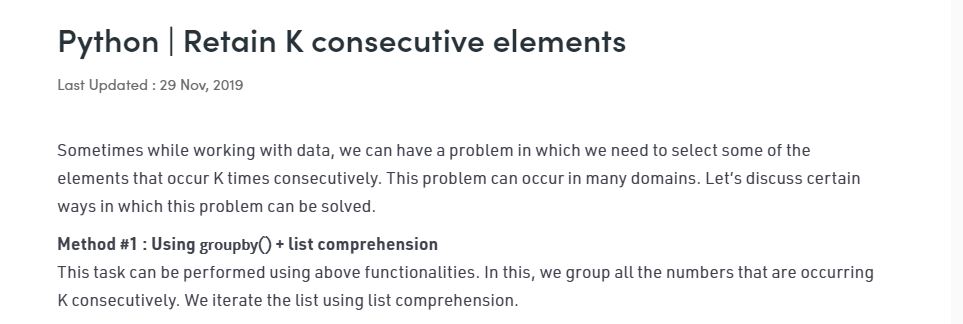 Python | Retain K consecutive elements
Last Updated : 29 Nov, 2019
Sometimes while working with data, we can have a problem in which we need to select some of the
elements that occur K times consecutively. This problem can occur in many domains. Let’s discuss certain
ways in which this problem can be solved.
Method #1 : Using groupby() + list comprehension
This task can be performed using above functionalities. In this, we group all the numbers that are occurring
K consecutively. We iterate the list using list comprehension.